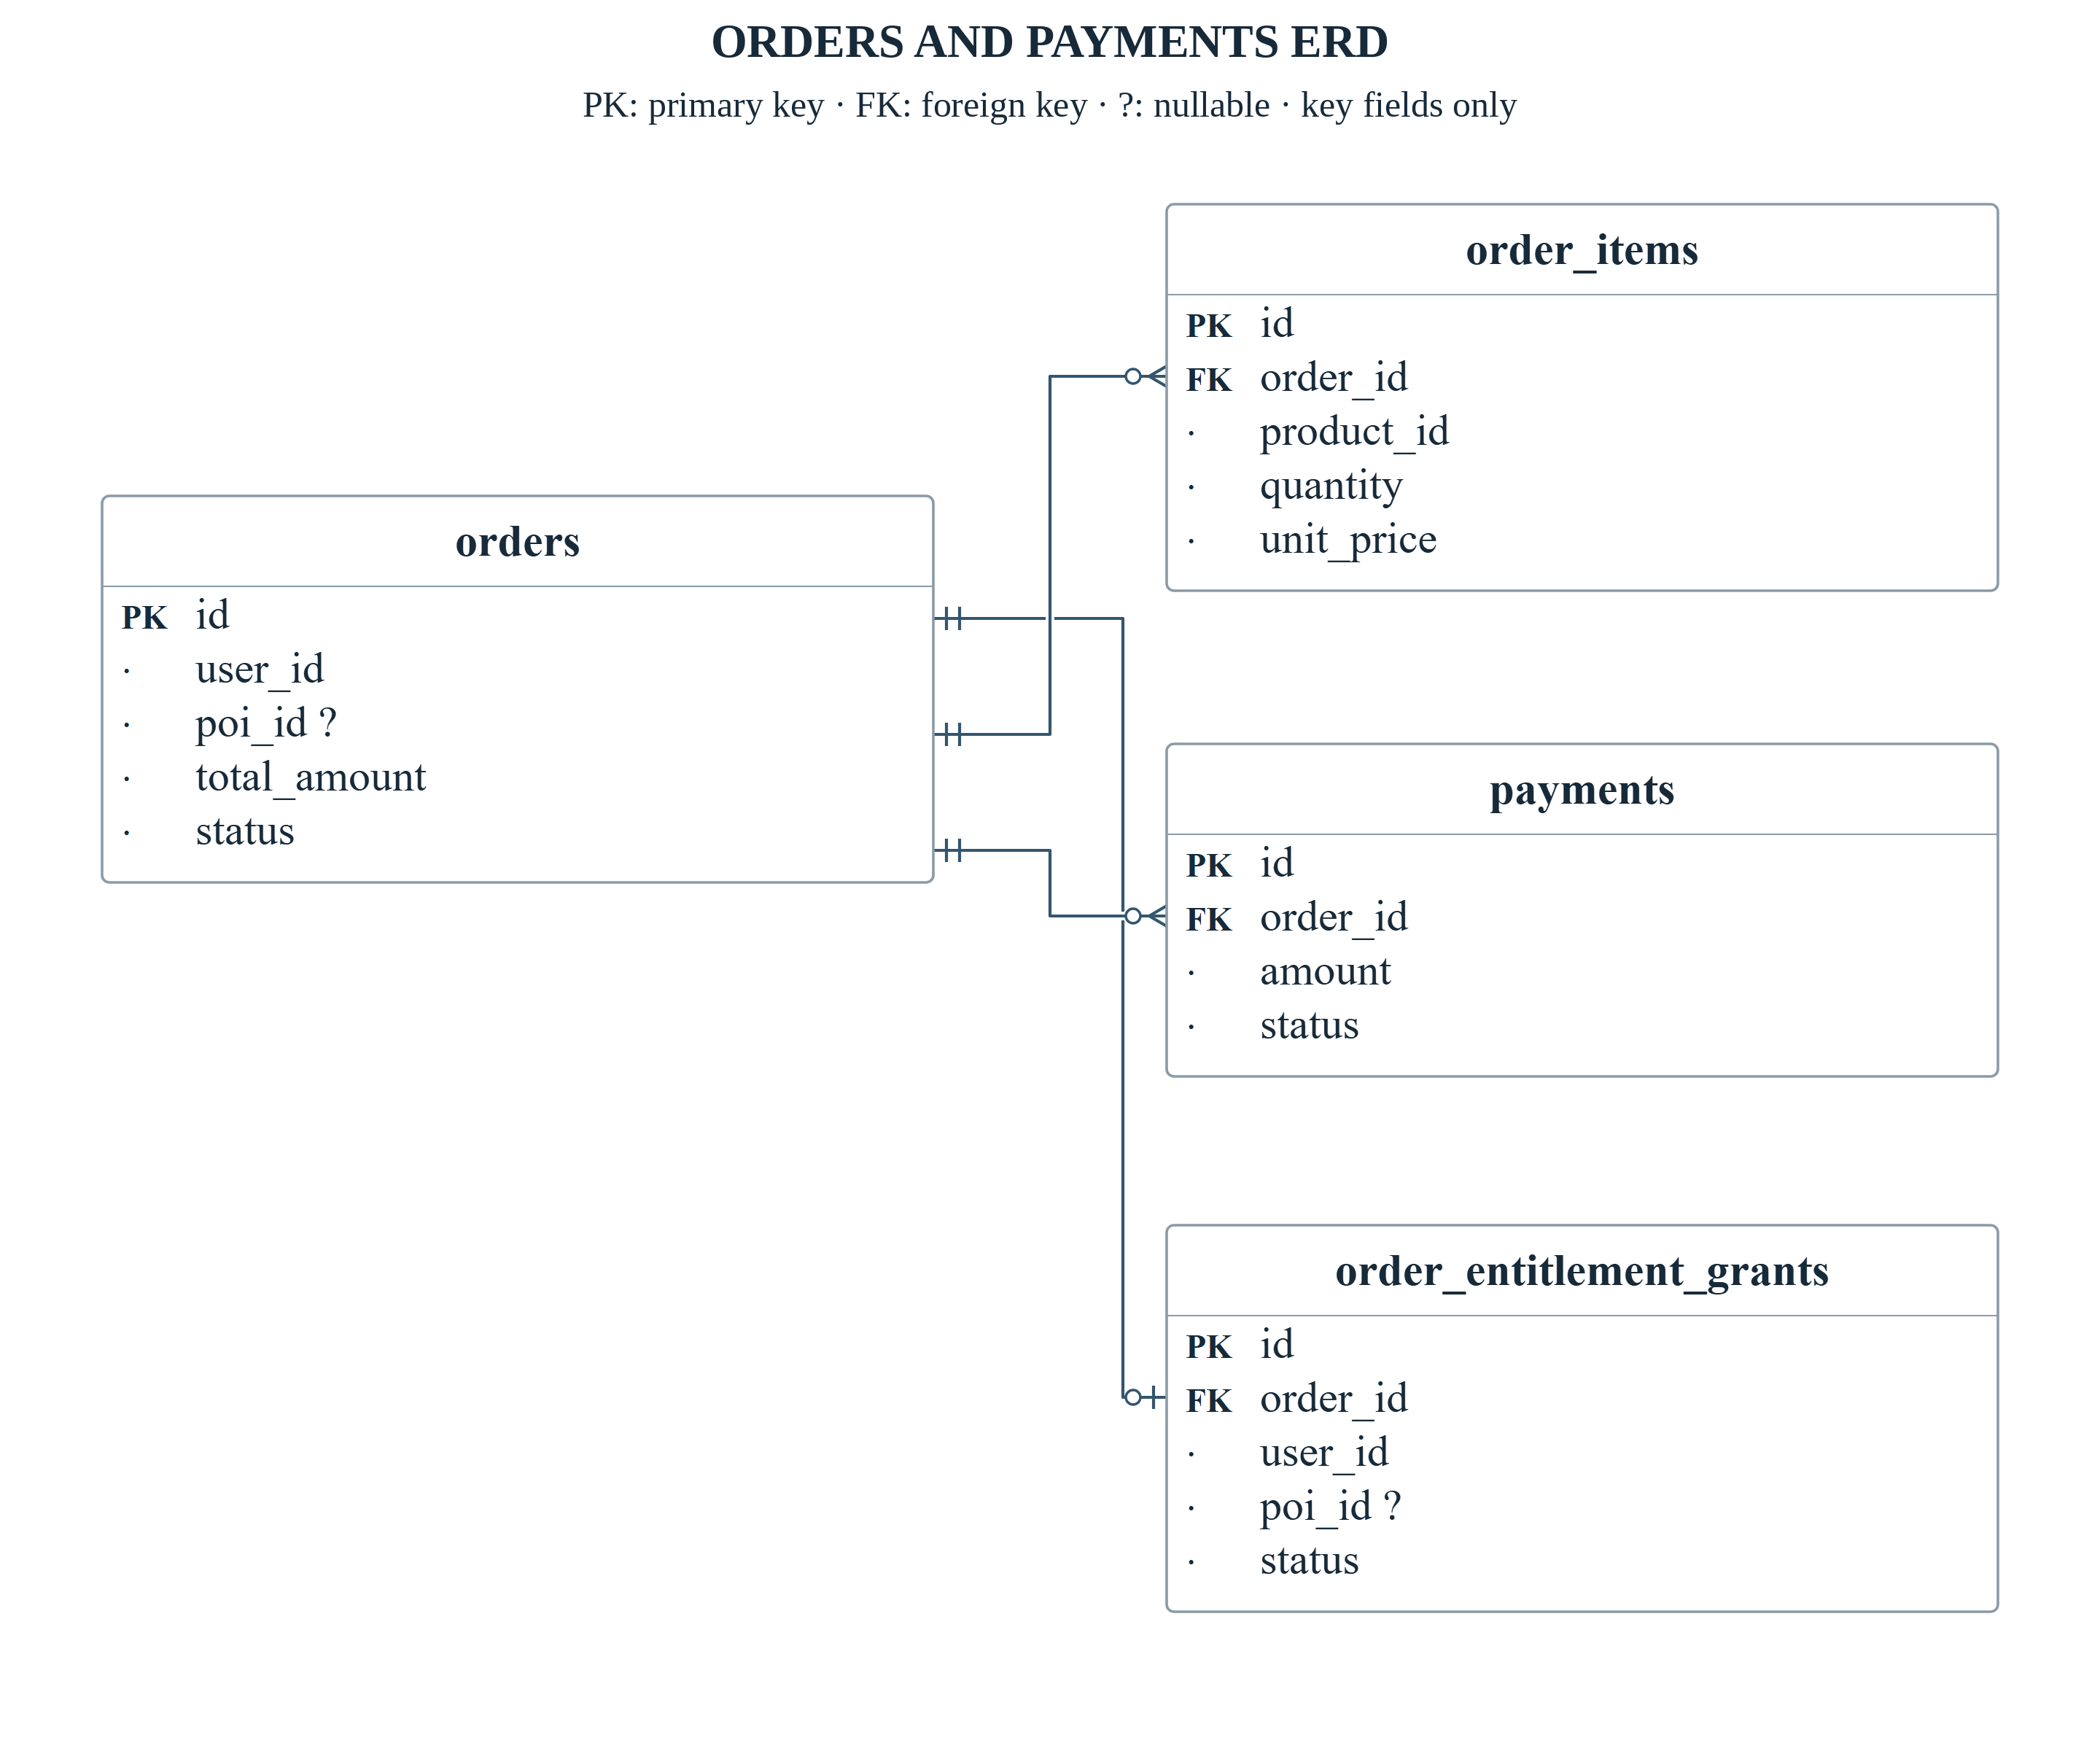 ORDERS AND PAYMENTS ERD
PK: primary key · FK: foreign key · ?: nullable · key fields only
orders
PK id
· user_id
· poi_id ?
· total_amount
· status
order_items
PK id
FK order_id
· product_id
· quantity
· unit_price
payments
PK id
FK order_id
· amount
· status
order_entitlement_grants
PK id
FK order_id
· user_id
· poi_id ?
· status